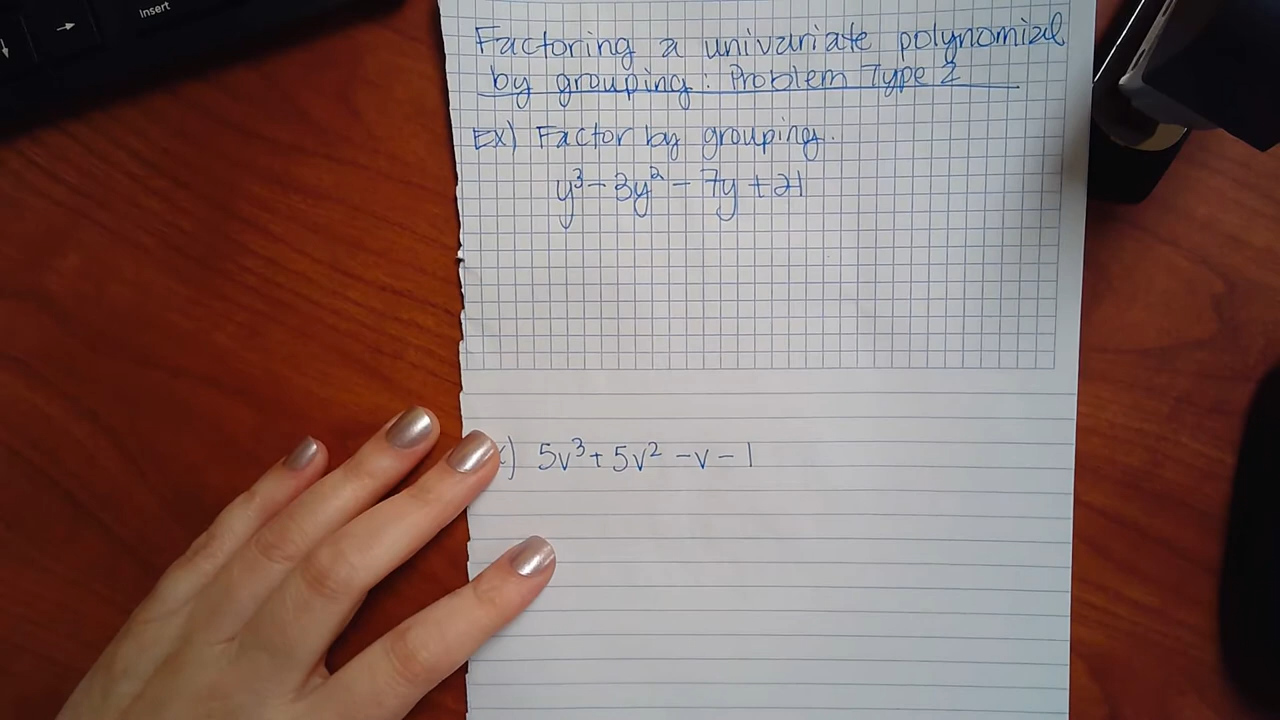 Insert
Factoring a univariate polynomial
by grouping: Problem Type 2
Ex) Factor by grouping.
y³ - 3y² - 7y + 21
) 5v³ + 5v² - v - 1